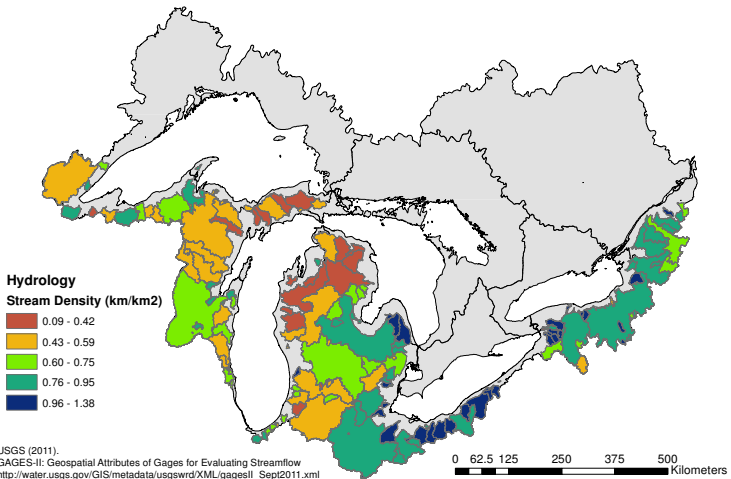 Hydrology
Stream Density (km/km2)
0.09 - 0.42
0.43 - 0.59
0.60 - 0.75
0.76 - 0.95
0.96 - 1.38
USGS (2011).
GAGES-II: Geospatial Attributes of Gages for Evaluating Streamflow
http://water.usgs.gov/GIS/metadata/usgswrd/XML/gagesII_Sept2011.xml
0 62.5 125 250 375 500
Kilometers